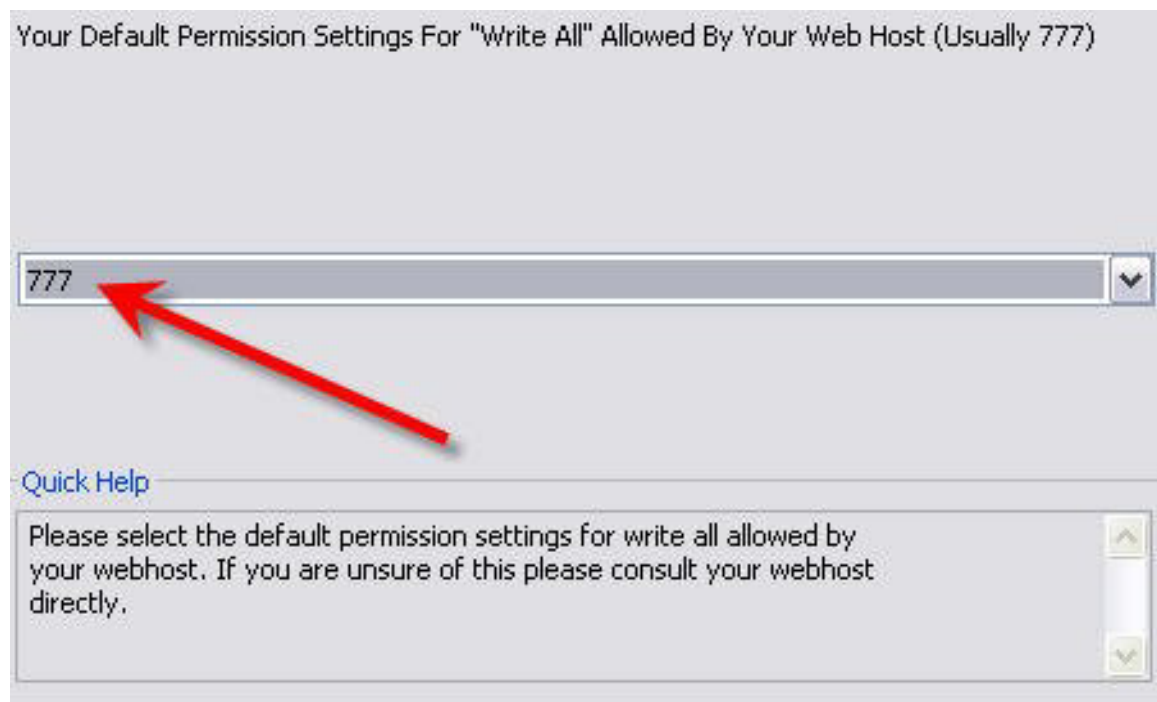 Your Default Permission Settings For "Write All" Allowed By Your Web Host (Usually 777)
777
Quick Help
Please select the default permission settings for write all allowed by
your webhost. If you are unsure of this please consult your webhost
directly.